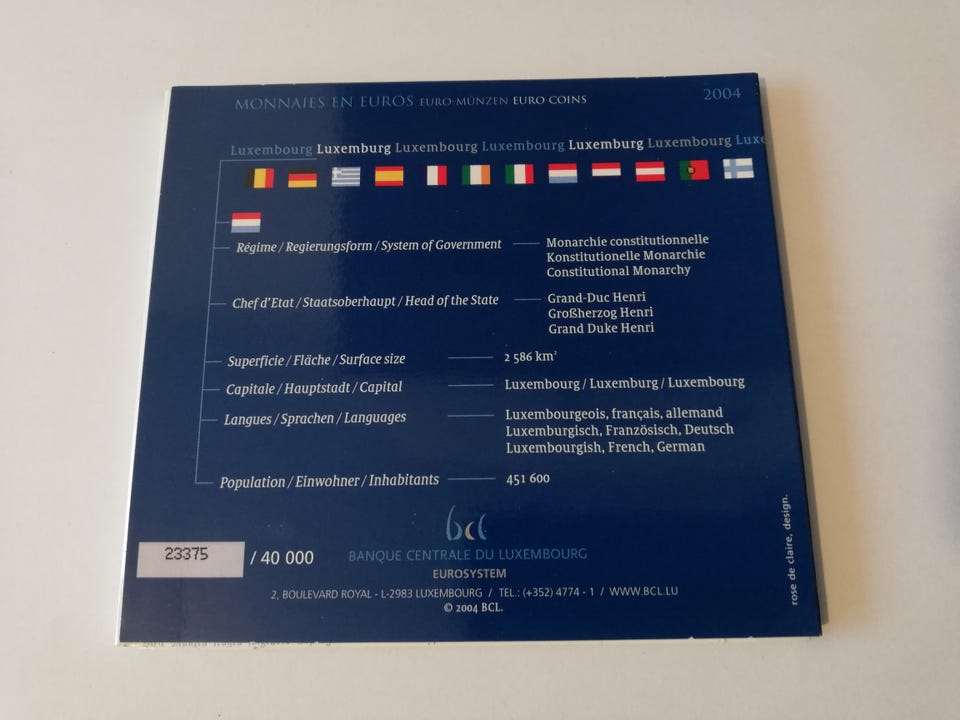 MONNAIES EN EUROS EURO-MÜNZEN EURO COINS 2004
Luxembourg Luxemburg Luxembourg Luxembourg Luxemburg Luxembourg Luxe
Régime / Regierungsform / System of Government
Monarchie constitutionnelle
Konstitutionelle Monarchie
Constitutional Monarchy
Chef d'Etat / Staatsoberhaupt / Head of the State
Grand-Duc Henri
Großherzog Henri
Grand Duke Henri
Superficie / Fläche / Surface size 2 586 km²
Capitale / Hauptstadt / Capital Luxembourg / Luxemburg / Luxembourg
Langues / Sprachen / Languages
Luxembourgeois, français, allemand
Luxemburgisch, Französisch, Deutsch
Luxembourgish, French, German
Population / Einwohner / Inhabitants 451 600
bcl
23375 / 40 000
BANQUE CENTRALE DU LUXEMBOURG
EUROSYSTEM
2, BOULEVARD ROYAL - L-2983 LUXEMBOURG / TEL.: (+352) 4774 - 1 / WWW.BCL.LU
© 2004 BCL.
rose de claire, design.